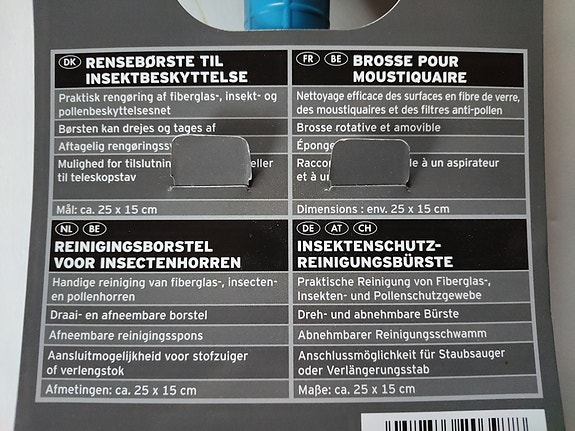 DK RENSEBØRSTE TIL
INSEKTBESKYTTELSE
Praktisk rengøring af fiberglas-, insekt- og
pollenbeskyttelsesnet
Børsten kan drejes og tages af
Aftagelig
Mulighed for tilslutning eller
til teleskopstav
Mål: ca. 25 x 15 cm
FR BE BROSSE POUR
MOUSTIQUAIRE
Nettoyage efficace des surfaces en fibre de verre,
des moustiquaires et des filtres anti-pollen
Brosse rotative et amovible
à un aspirateur
et à
Dimensions : env. 25 x 15 cm
NL BE
REINIGINGSBORSTEL
VOOR INSECTENHORREN
Handige reiniging van fiberglas-, insecten-
en pollenhorren
Draai- en afneembare borstel
Afneembare reinigingsspons
Aansluitmogelijkheid voor stofzuiger
of verlengstok
Afmetingen: ca. 25 x 15 cm
DE AT CH
INSEKTENSCHUTZ-
REINIGUNGSBÜRSTE
Praktische Reinigung von Fiberglas-,
Insekten- und Pollenschutzgewebe
Dreh- und abnehmbare Bürste
Abnehmbarer Reinigungsschwamm
Anschlussmöglichkeit für Staubsauger
oder Verlängerungsstab
Maße: ca. 25 x 15 cm